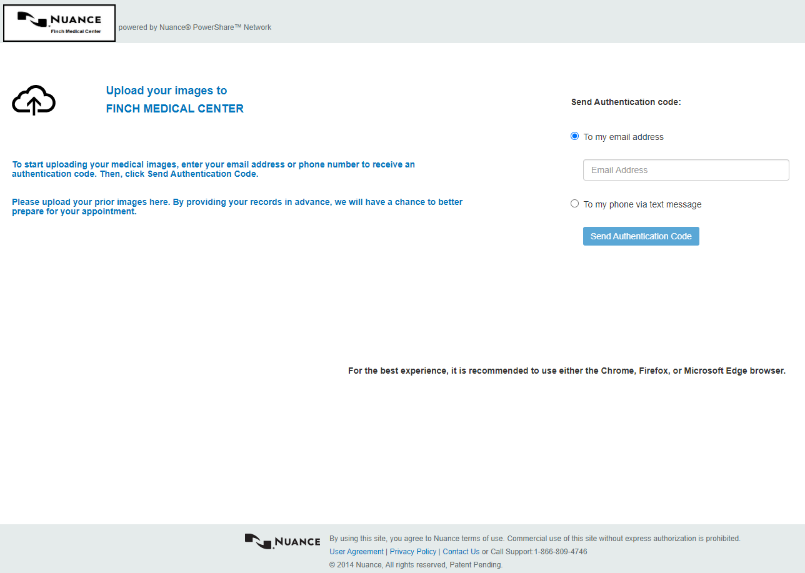 NUANCE
Finch Medical Center
powered by Nuance® PowerShare™ Network
Upload your images to
FINCH MEDICAL CENTER
To start uploading your medical images, enter your email address or phone number to receive an
authentication code. Then, click Send Authentication Code.
Please upload your prior images here. By providing your records in advance, we will have a chance to better
prepare for your appointment.
Send Authentication code:
To my email address
Email Address
To my phone via text message
Send Authentication Code
For the best experience, it is recommended to use either the Chrome, Firefox, or Microsoft Edge browser.
NUANCE
By using this site, you agree to Nuance terms of use. Commercial use of this site without express authorization is prohibited.
User Agreement | Privacy Policy | Contact Us or Call Support:1-866-809-4746
© 2014 Nuance, All rights reserved, Patent Pending.